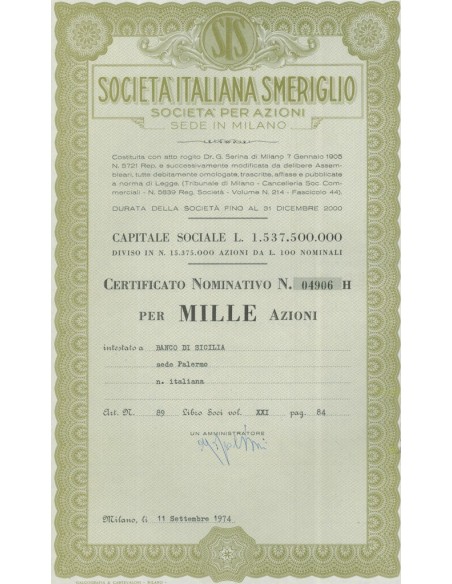 SIS
SOCIETÀ ITALIANA SMERIGLIO
SOCIETÀ PER AZIONI
SEDE IN MILANO
Costituita con atto rogito Dr. G. Serina di Milano 7 Gennaio 1905
N. 5721 Rep. e successivamente modificata da delibere Assem-
bleari, tutte debitamente omologate, trascritte, affisse e pubblicate
a norma di Legge. (Tribunale di Milano - Cancelleria Soc Com-
merciali - N. 5839 Reg. Società - Volume N. 214 - Fascicolo 44).
DURATA DELLA SOCIETÀ FINO AL 31 DICEMBRE 2000
CAPITALE SOCIALE L. 1.537.500.000
DIVISO IN N. 15.375.000 AZIONI DA L. 100 NOMINALI
CERTIFICATO NOMINATIVO N. 04906 H
PER MILLE AZIONI
intestato a BANCO DI SICILIA
sede Palermo
n. italiana
Art. N. 29 Libro Soci vol. XXI pag. 84
UN AMMINISTRATORE
Milano, lì 11 Settembre 1974